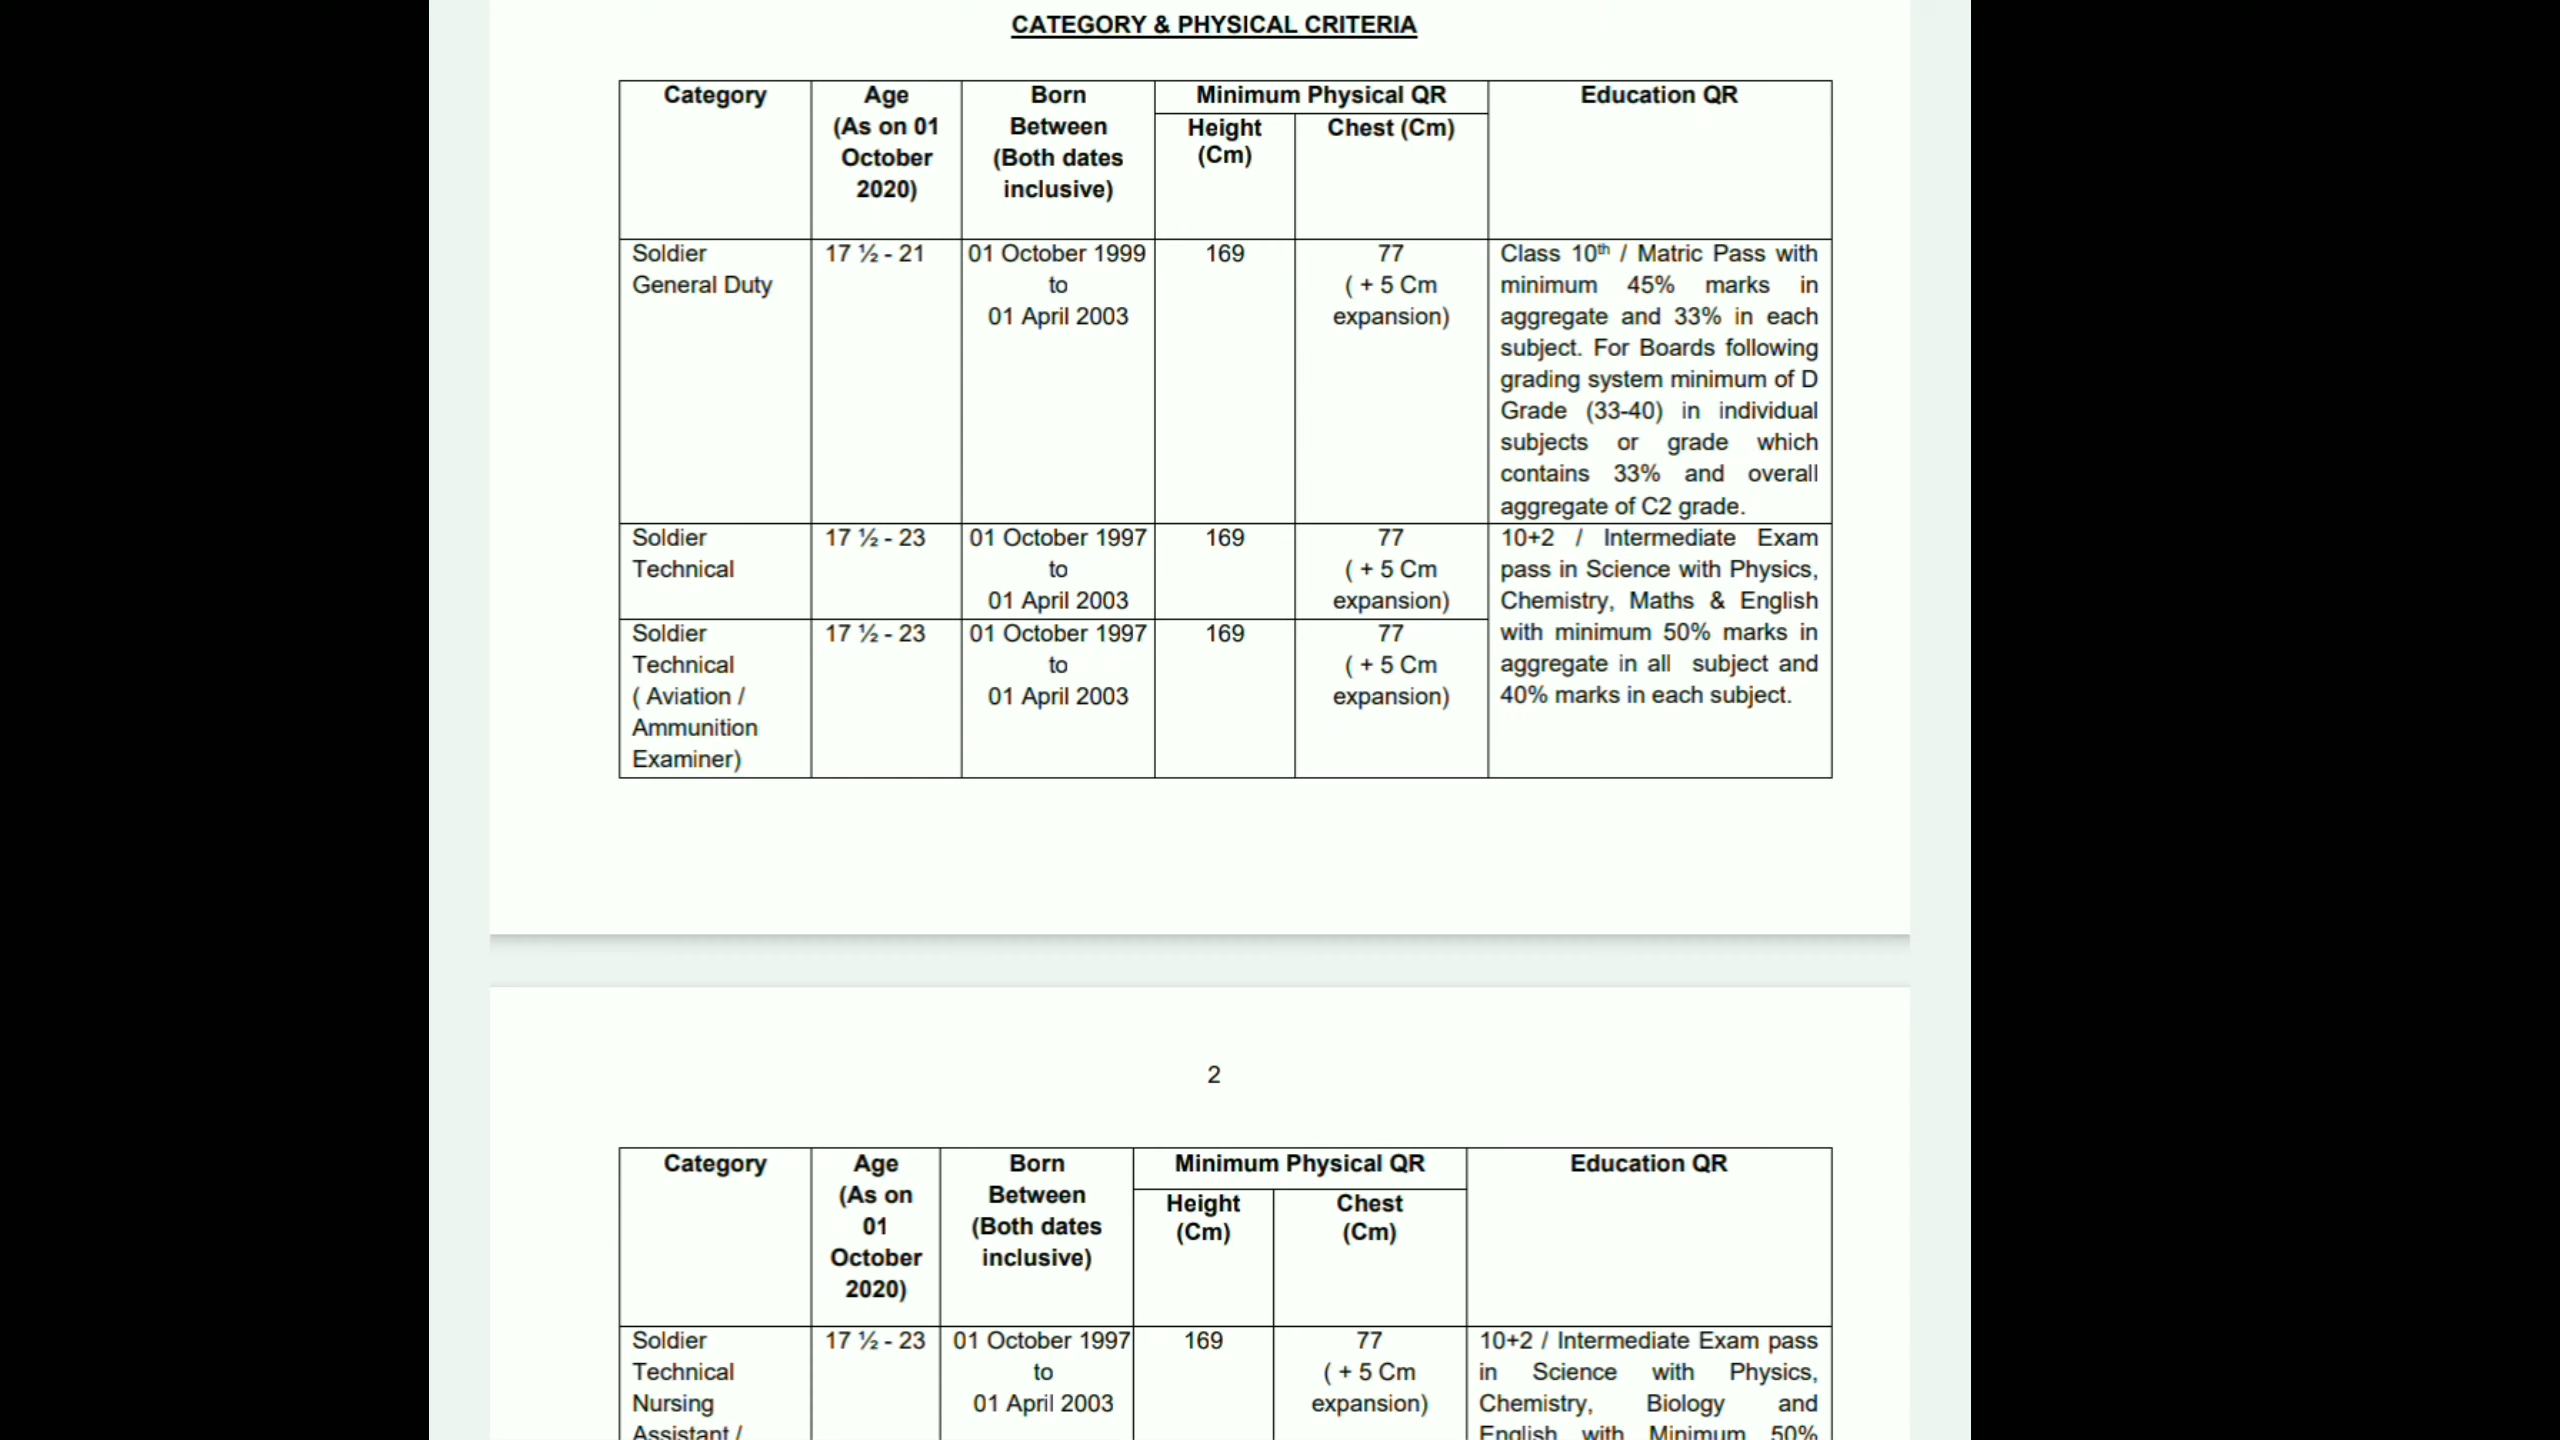 CATEGORY & PHYSICAL CRITERIA
Category
Age
(As on 01
October
2020)
Born
Between
(Both dates
inclusive)
Minimum Physical QR
Height
(Cm)
Chest (Cm)
Education QR
Soldier
General Duty
17 ½ - 21
01 October 1999
to
01 April 2003
169
77
( + 5 Cm
expansion)
Class 10th / Matric Pass with
minimum 45% marks in
aggregate and 33% in each
subject. For Boards following
grading system minimum of D
Grade (33-40) in individual
subjects or grade which
contains 33% and overall
aggregate of C2 grade.
Soldier
Technical
17 ½ - 23
01 October 1997
to
01 April 2003
169
77
( + 5 Cm
expansion)
10+2 / Intermediate Exam
pass in Science with Physics,
Chemistry, Maths & English
with minimum 50% marks in
aggregate in all subject and
40% marks in each subject.
Soldier
Technical
( Aviation /
Ammunition
Examiner)
17 ½ - 23
01 October 1997
to
01 April 2003
169
77
( + 5 Cm
expansion)
2
Category
Age
(As on
01
October
2020)
Born
Between
(Both dates
inclusive)
Minimum Physical QR
Height
(Cm)
Chest
(Cm)
Education QR
Soldier
Technical
Nursing
Assistant /
17 ½ - 23
01 October 1997
to
01 April 2003
169
77
( + 5 Cm
expansion)
10+2 / Intermediate Exam pass
in Science with Physics,
Chemistry, Biology and
English with Minimum 50%